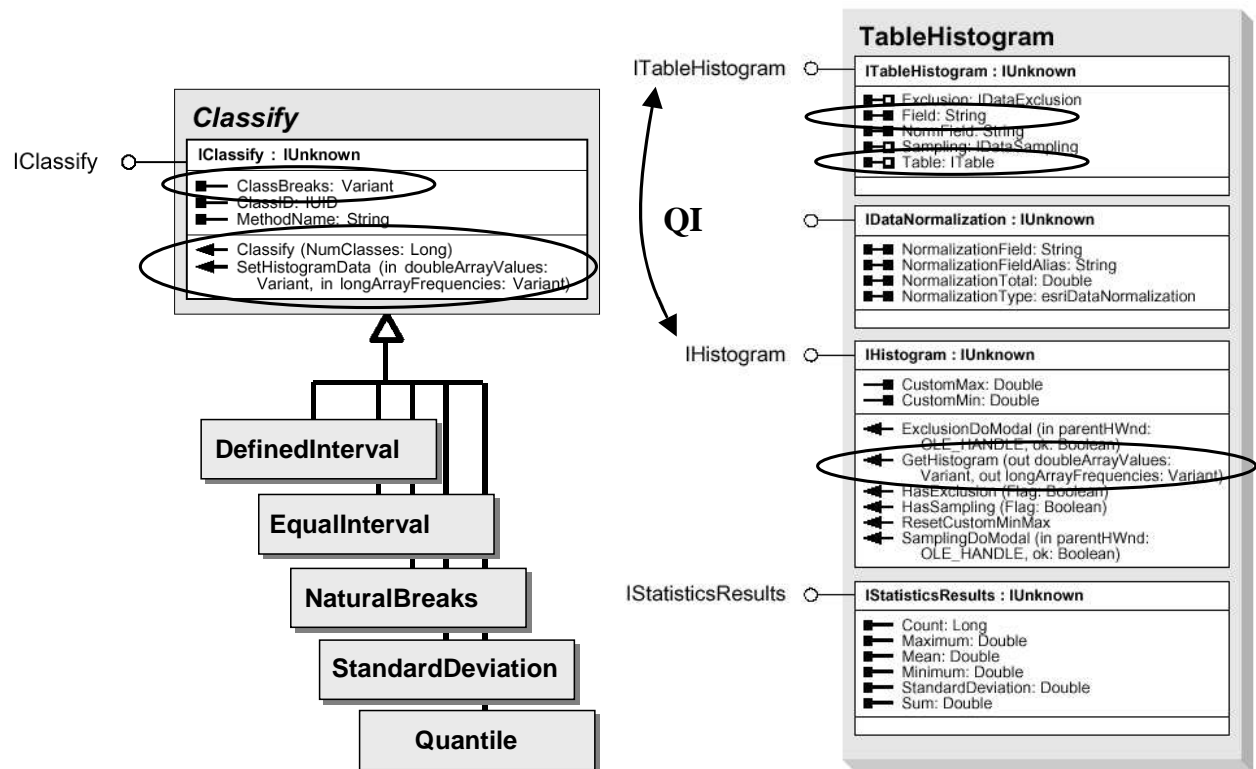 Classify
IClassify
IClassify : IUnknown
ClassBreaks: Variant
ClassID: IUID
MethodName: String
Classify (NumClasses: Long)
SetHistogramData (in doubleArrayValues:
Variant, in longArrayFrequencies: Variant)
DefinedInterval
EqualInterval
NaturalBreaks
StandardDeviation
Quantile
QI
TableHistogram
ITableHistogram
ITableHistogram : IUnknown
Exclusion: IDataExclusion
Field: String
NormField: String
Sampling: IDataSampling
Table: ITable
IDataNormalization : IUnknown
NormalizationField: String
NormalizationFieldAlias: String
NormalizationTotal: Double
NormalizationType: esriDataNormalization
IHistogram
IHistogram : IUnknown
CustomMax: Double
CustomMin: Double
ExclusionDoModal (in parentHWnd:
OLE_HANDLE, ok: Boolean)
GetHistogram (out doubleArrayValues:
Variant, out longArrayFrequencies: Variant)
HasExclusion (Flag: Boolean)
HasSampling (Flag: Boolean)
ResetCustomMinMax
SamplingDoModal (in parentHWnd:
OLE_HANDLE, ok: Boolean)
IStatisticsResults
IStatisticsResults : IUnknown
Count: Long
Maximum: Double
Mean: Double
Minimum: Double
StandardDeviation: Double
Sum: Double